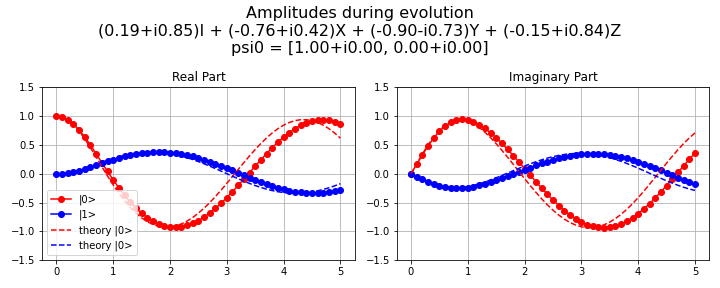 Amplitudes during evolution
(0.19+i0.85)I + (-0.76+i0.42)X + (-0.90-i0.73)Y + (-0.15+i0.84)Z
psi0 = [1.00+i0.00, 0.00+i0.00]
Real Part
1.5
1.0
0.5
0.0
−0.5
−1.0
−1.5
0 1 2 3 4 5
|0>
|1>
theory |0>
theory |0>
Imaginary Part
1.5
1.0
0.5
0.0
−0.5
−1.0
−1.5
0 1 2 3 4 5